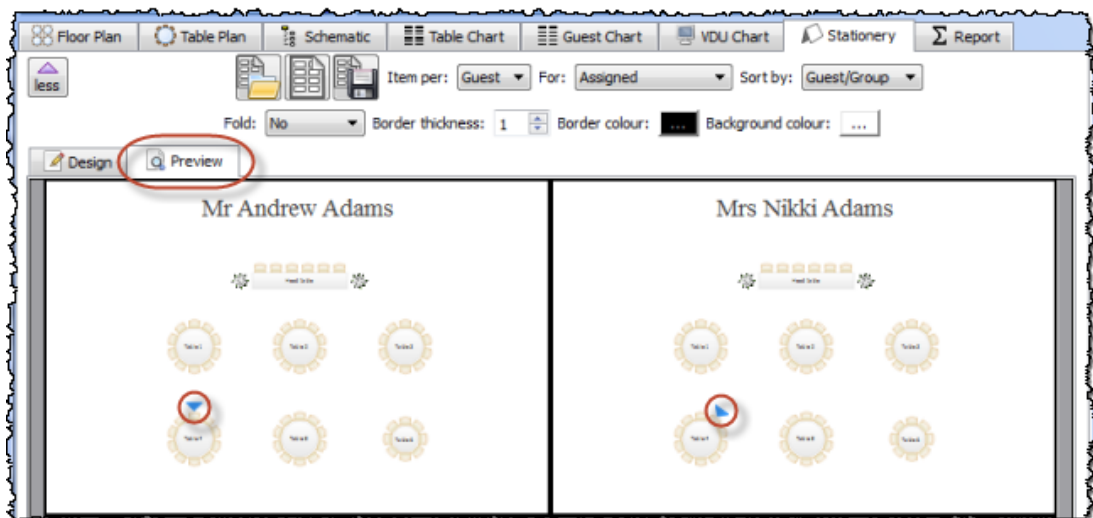 Floor Plan Table Plan Schematic Table Chart Guest Chart VDU Chart Stationery Σ Report
less Item per: Guest For: Assigned Sort by: Guest/Group
Fold: No Border thickness: 1 Border colour: ... Background colour: ...
Design Preview
Mr Andrew Adams Mrs Nikki Adams